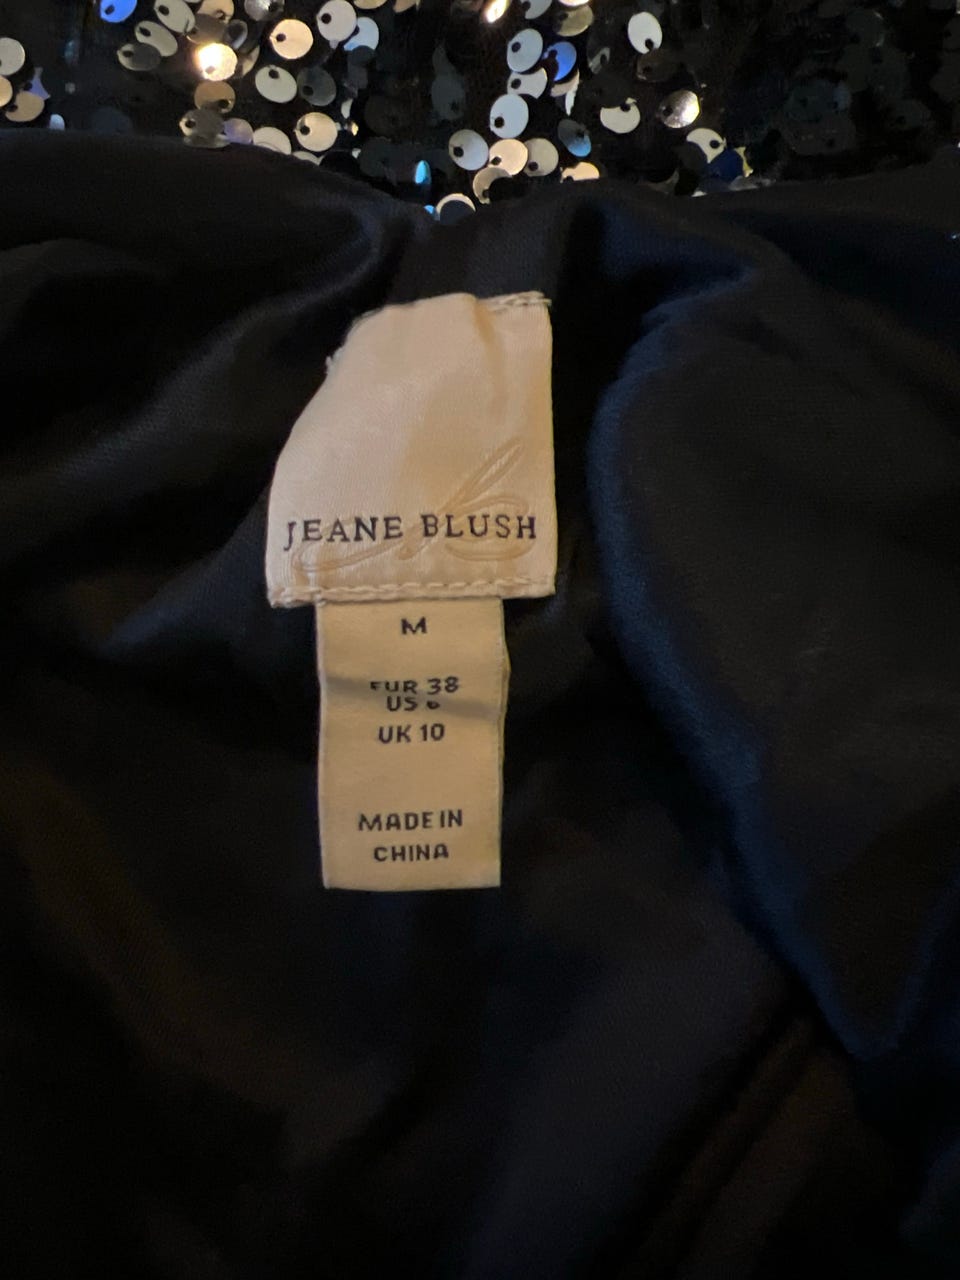 JEANE BLUSH
M
EUR 38
US 6
UK 10
MADE IN
CHINA